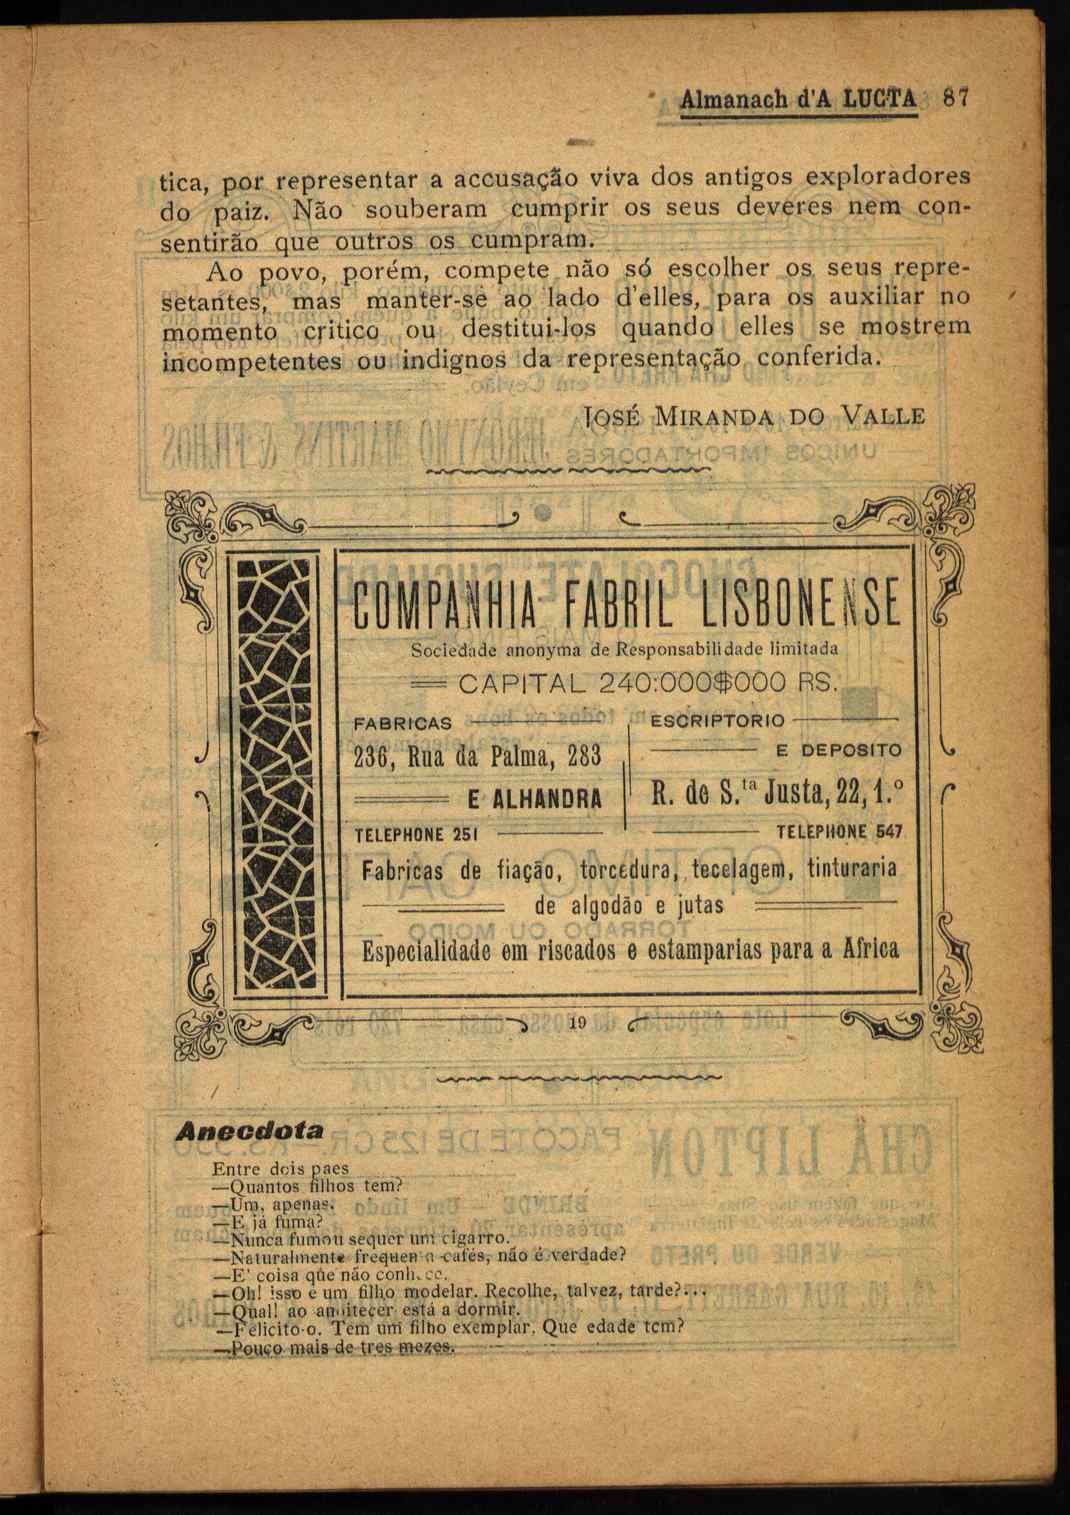 Almanach d'A LUCTA 87
tica, por representar a accusação viva dos antigos exploradores
do paiz. Não souberam cumprir os seus deveres nem con-
sentirão que outros os cumpram.
Ao povo, porém, compete não só escolher os seus repre-
setantes, mas manter-se ao lado d'elles, para os auxiliar no
momento critico ou destitui-los quando elles se mostrem
incompetentes ou indignos da representação conferida.
JOSÉ MIRANDA DO VALLE
COMPANHIA FABRIL LISBONENSE
Sociedade anonyma de Responsabilidade limitada
CAPITAL 240:000$000 RS.
FABRICAS
236, Rua da Palma, 283
E ALHANDRA
TELEPHONE 251
ESCRIPTORIO
E DEPOSITO
R. de S.ta Justa, 22, 1.º
TELEPHONE 547
Fabricas de fiação, torcedura, tecelagem, tinturaria
de algodão e jutas
Especialidade em riscados e estamparias para a Africa
19
Anecdota
Entre dois paes
—Quantos filhos tem?
—Um, apenas.
—E já fuma?
—Nunca fumou sequer um cigarro.
—Naturalmente frequenta cafés, não é verdade?
—E' coisa que não conhece.
—Oh! isso é um filho modelar. Recolhe, talvez, tarde?...
—Qual! ao anoitecer está a dormir.
—Felicito-o. Tem um filho exemplar. Que edade tem?
—Pouco mais de tres mezes.